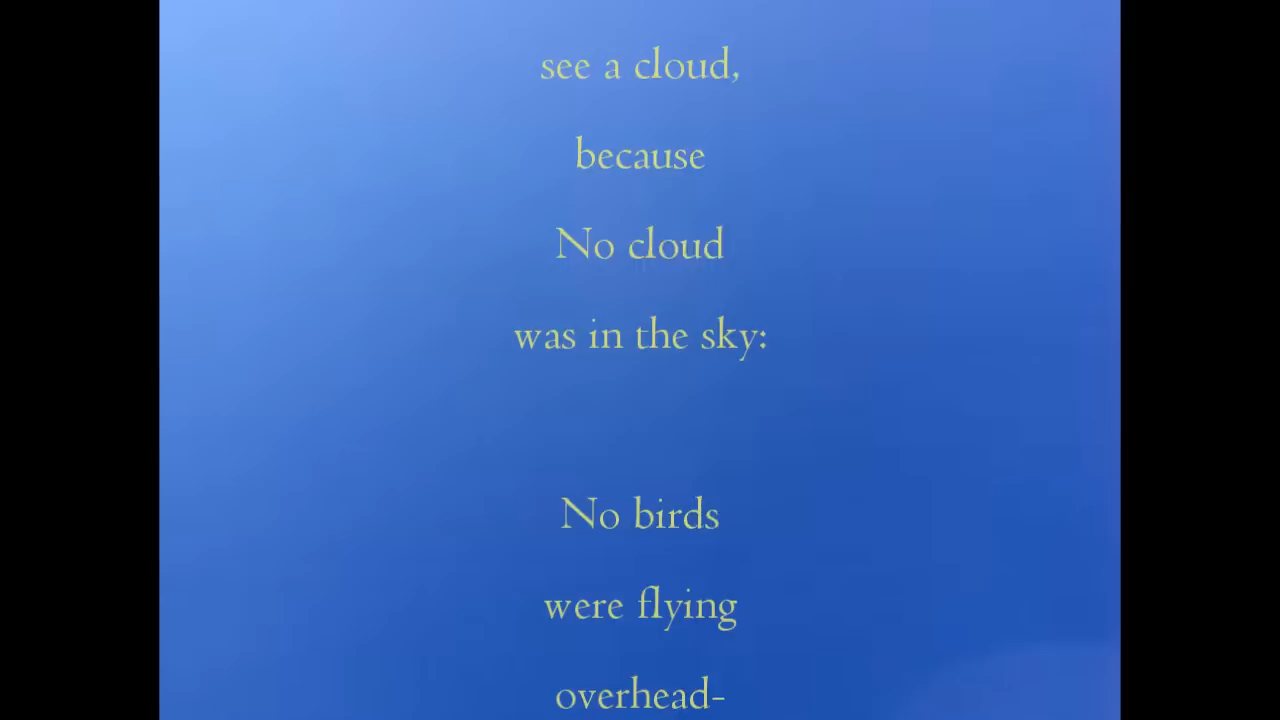 see a cloud,
because
No cloud
was in the sky:
No birds
were flying
overhead-